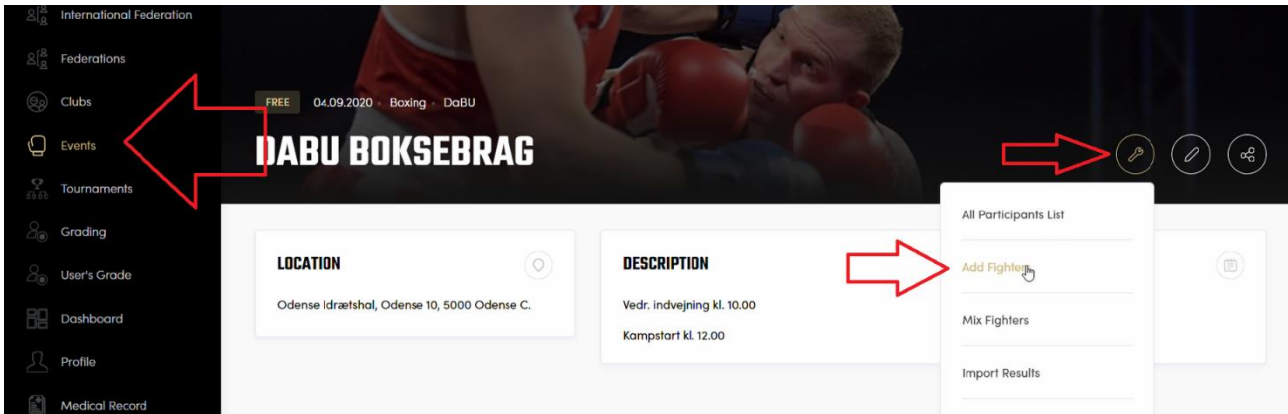 International Federation
Federations
Clubs
Events
Tournaments
Grading
User's Grade
Dashboard
Profile
Medical Record
FREE 04.09.2020 Boxing DaBU
DABU BOKSEBRAG
LOCATION
Odense Idrætshal, Odense 10, 5000 Odense C.
DESCRIPTION
Vedr. indvejning kl. 10.00
Kampstart kl. 12.00
All Participants List
Add Fighters
Mix Fighters
Import Results